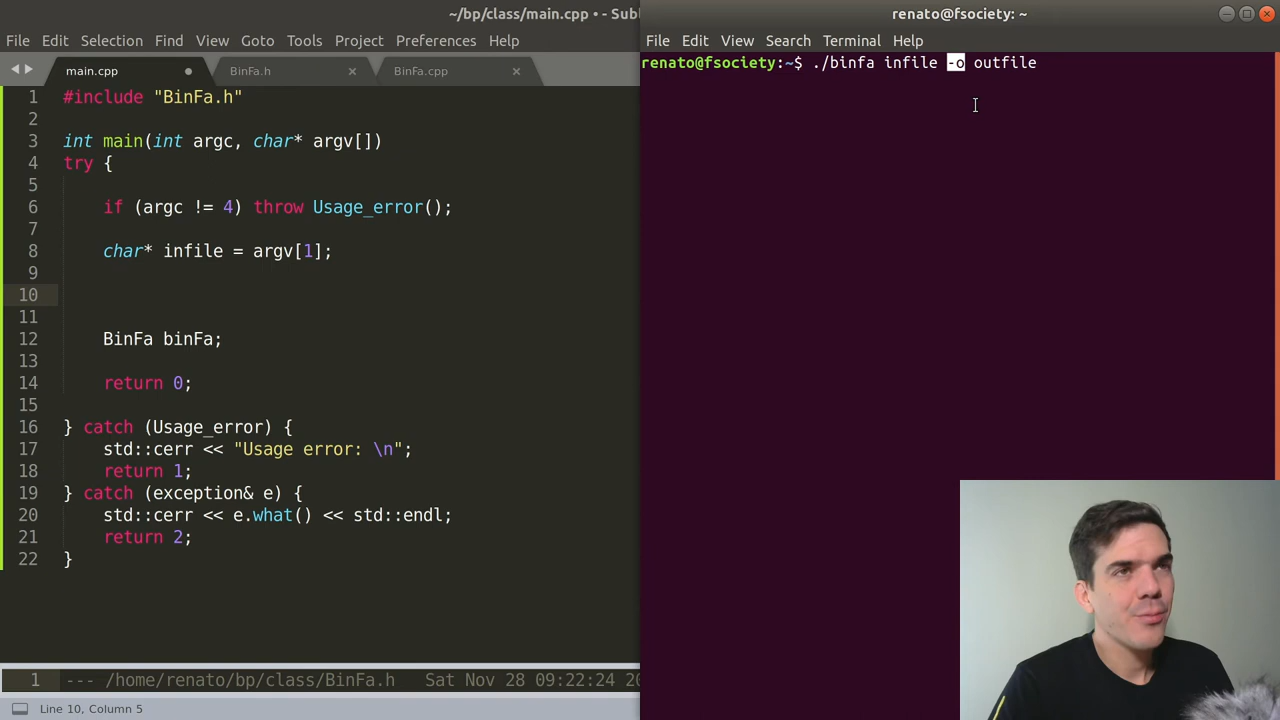 ~/bp/class/main.cpp • - Subl
File Edit Selection Find View Goto Tools Project Preferences Help
main.cpp BinFa.h BinFa.cpp
1 #include "BinFa.h"
2
3 int main(int argc, char* argv[])
4 try {
5
6 if (argc != 4) throw Usage_error();
7
8 char* infile = argv[1];
9
10
11
12 BinFa binFa;
13
14 return 0;
15
16 } catch (Usage_error) {
17 std::cerr << "Usage error: \n";
18 return 1;
19 } catch (exception& e) {
20 std::cerr << e.what() << std::endl;
21 return 2;
22 }
1 --- /home/renato/bp/class/BinFa.h Sat Nov 28 09:22:24 20
Line 10, Column 5
renato@fsociety: ~
File Edit View Search Terminal Help
renato@fsociety:~$ ./binfa infile -o outfile